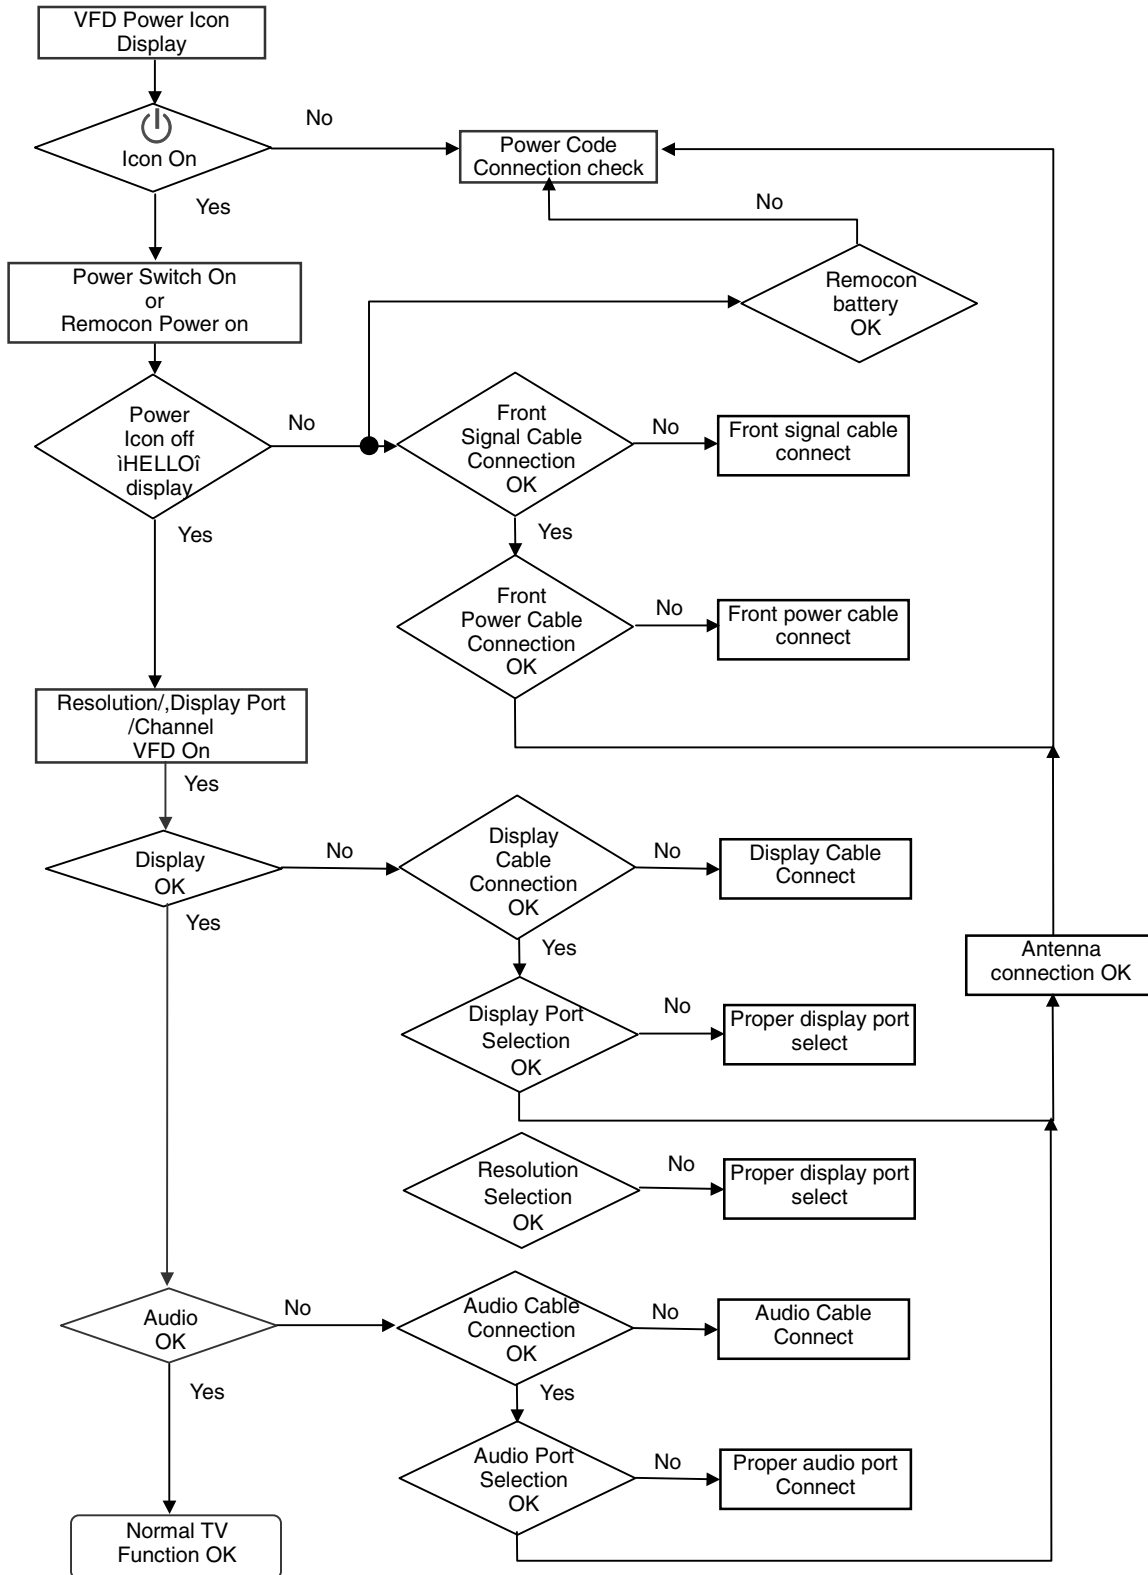 VFD Power Icon
Display
No
Icon On
Power Code
Connection check
Yes
No
Power Switch On
or
Remocon Power on
Remocon
battery
OK
Power
Icon off
ìHELLOî
display
No
Front
Signal Cable
Connection
OK
No
Front signal cable
connect
Yes
Yes
Front
Power Cable
Connection
OK
No
Front power cable
connect
Resolution/,Display Port
/Channel
VFD On
Yes
Display
OK
No
Display
Cable
Connection
OK
No
Display Cable
Connect
Yes
Yes
Antenna
connection OK
Display Port
Selection
OK
No
Proper display port
select
Resolution
Selection
OK
No
Proper display port
select
Audio
OK
No
Audio Cable
Connection
OK
No
Audio Cable
Connect
Yes
Yes
Audio Port
Selection
OK
No
Proper audio port
Connect
Normal TV
Function OK